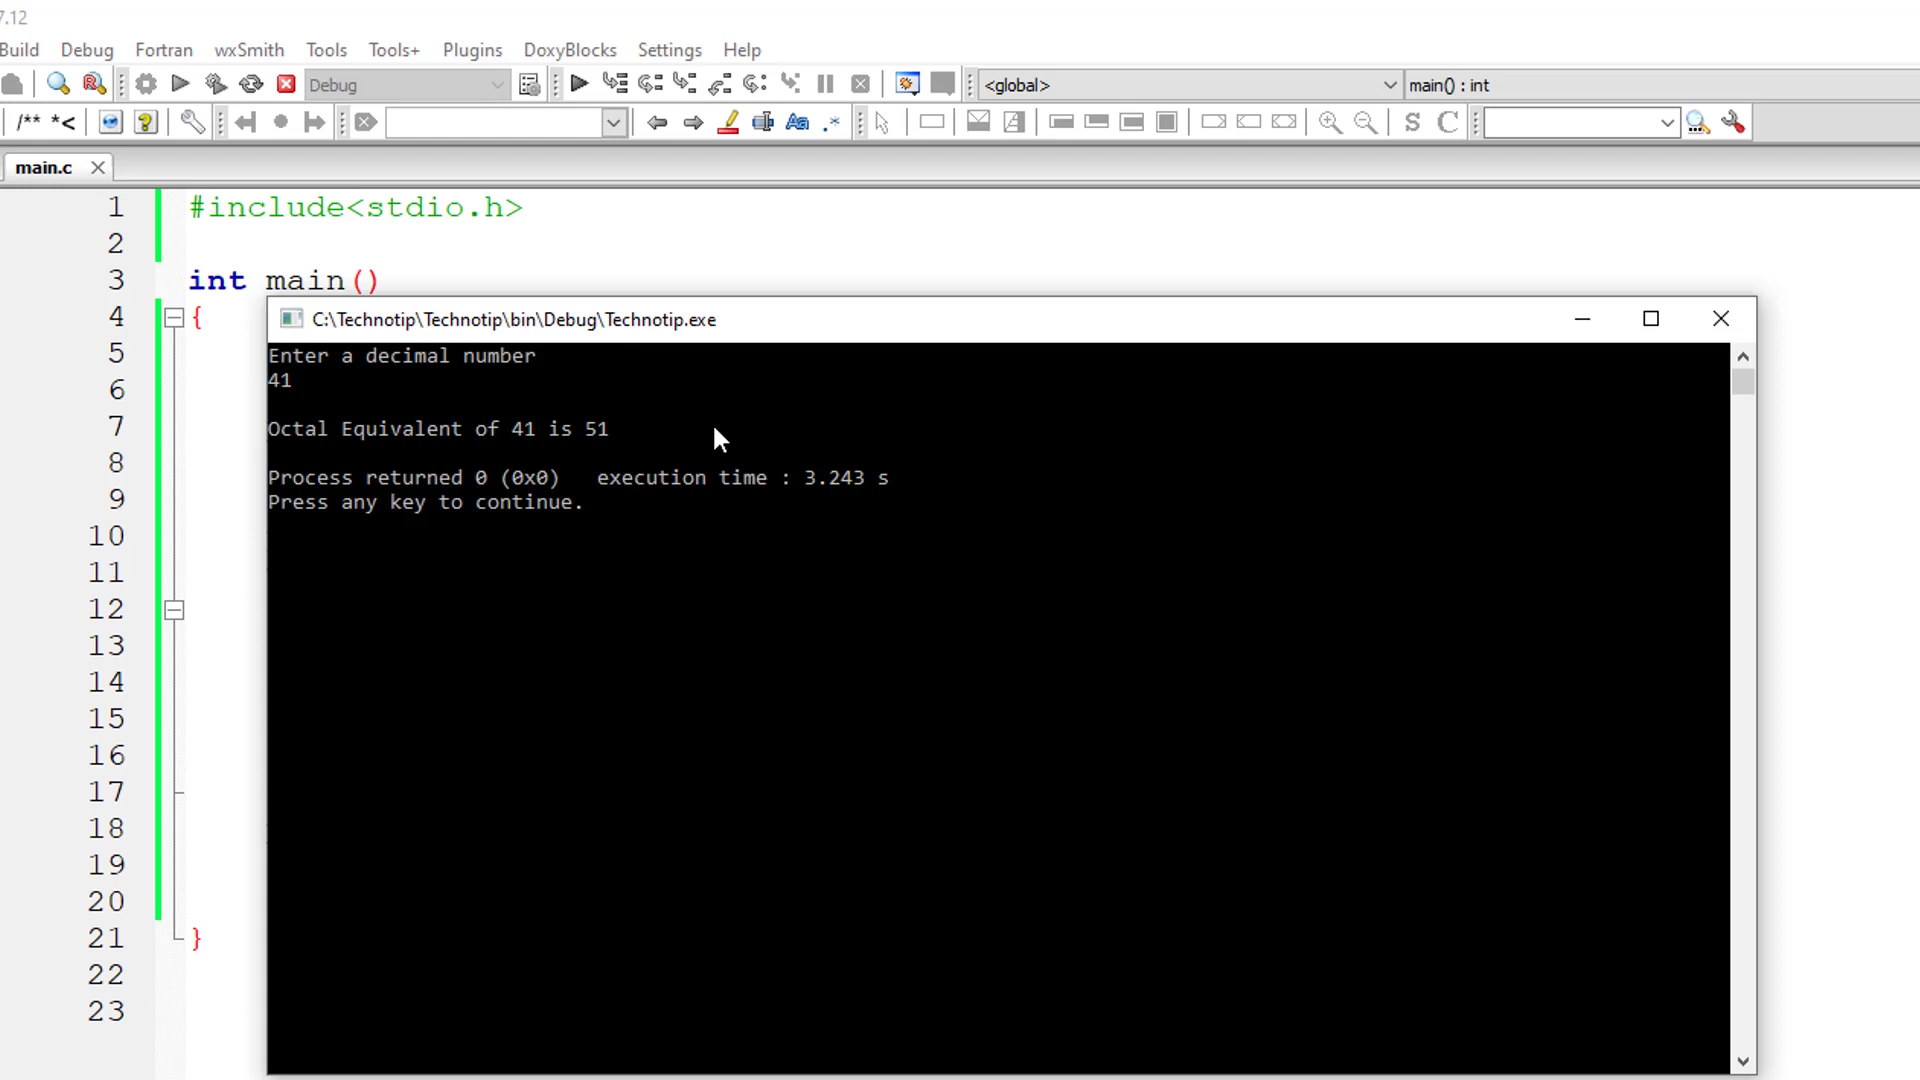 7.12
Build Debug Fortran wxSmith Tools Tools+ Plugins DoxyBlocks Settings Help
Debug <global> main() : int
/** *< Aa .* S C
main.c
1 #include<stdio.h>
2
3 int main()
4 {
5
6
7
8
9
10
11
12
13
14
15
16
17
18
19
20
21 }
22
23
C:\Technotip\Technotip\bin\Debug\Technotip.exe
Enter a decimal number
41
Octal Equivalent of 41 is 51
Process returned 0 (0x0) execution time : 3.243 s
Press any key to continue.